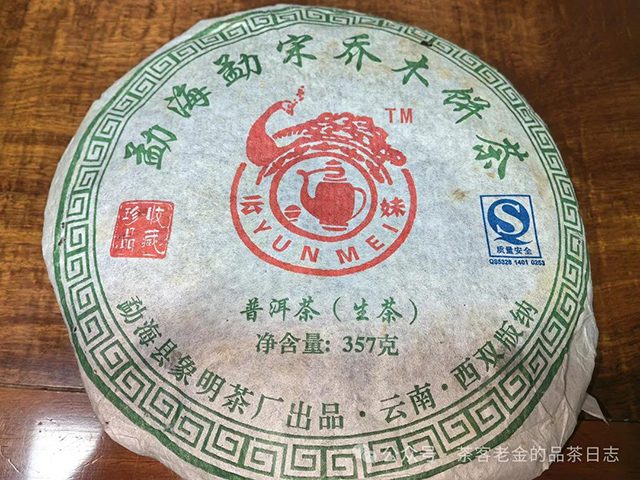 勐海勐宋乔木饼茶
TM
云妹
YUN MEI
收藏
珍品
质量安全
QS5328 1401 0253
普洱茶（生茶）
净含量: 357克
勐海县象明茶厂出品·云南·西双版纳
公众号·茶客老金的品茶日志